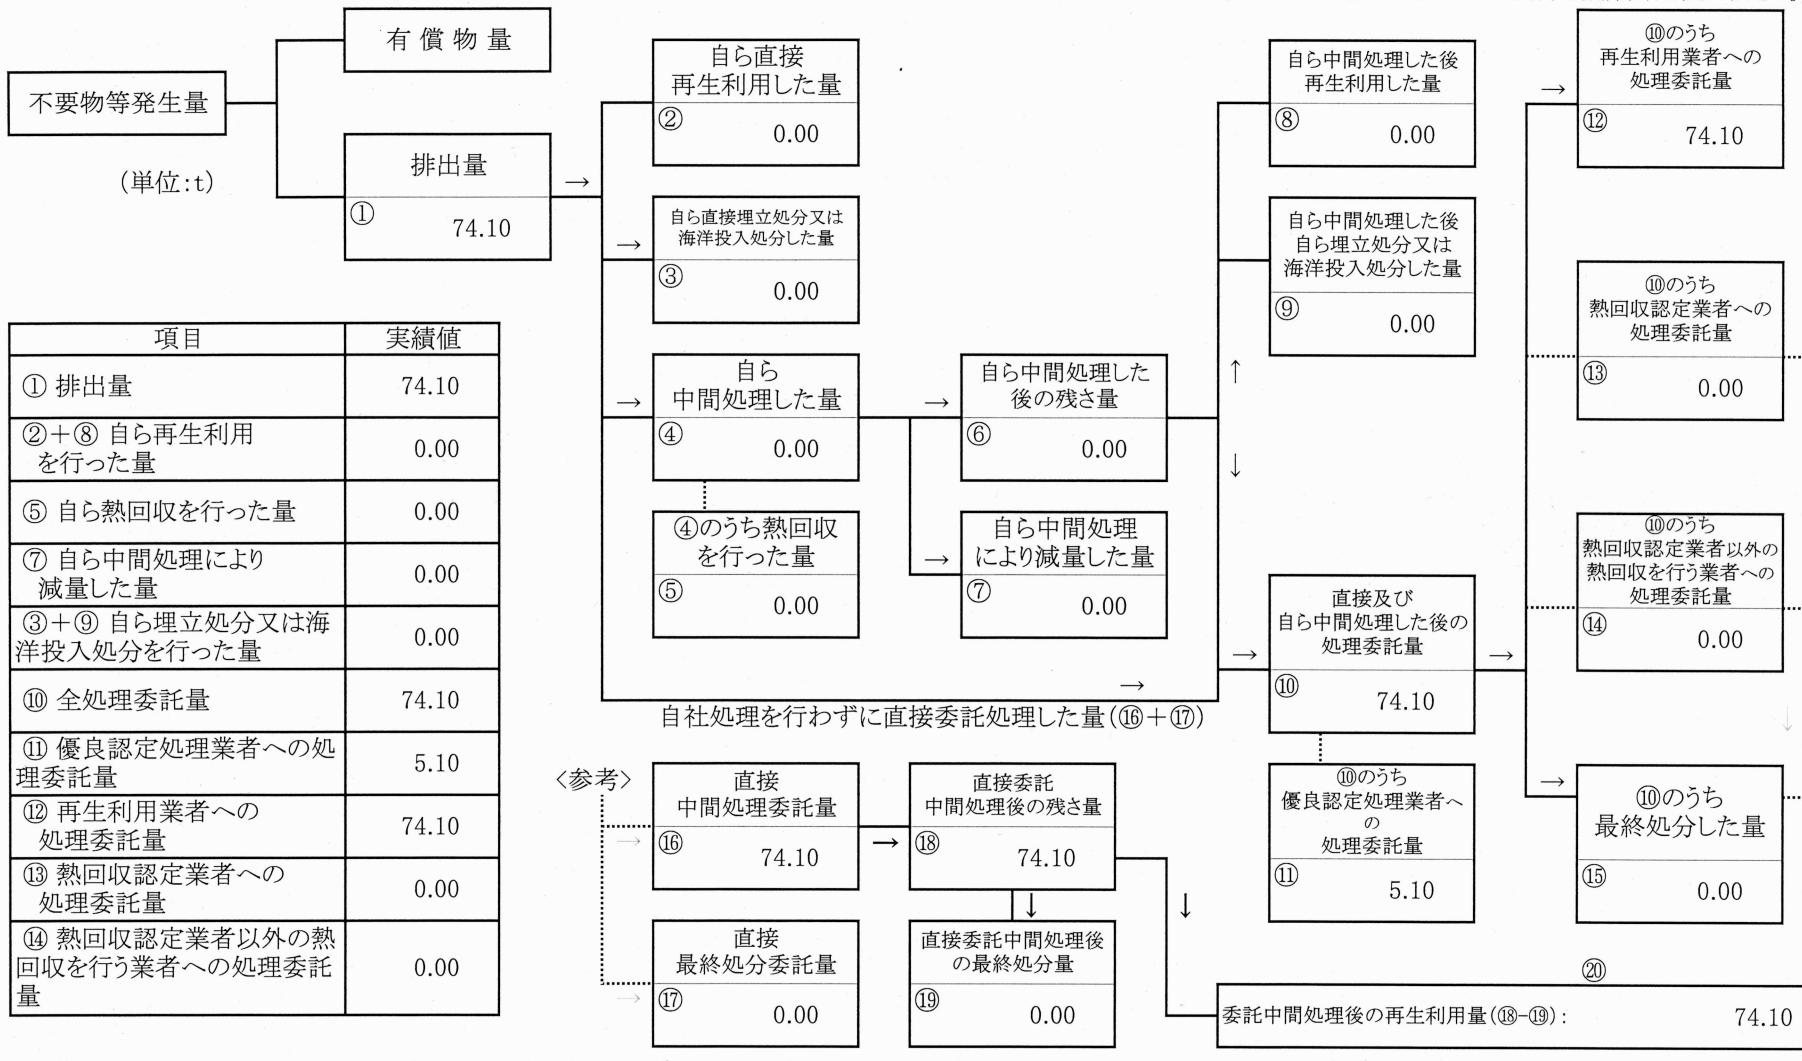 有 償 物 量
不要物等発生量
(単位:t)
排出量
①
74.10
→
自ら直接
再生利用した量
②
0.00
→
自ら直接埋立処分又は
海洋投入処分した量
③
0.00
→
自ら
中間処理した量
④
0.00
④のうち熱回収
を行った量
⑤
0.00
→
自ら中間処理した
後の残さ量
⑥
0.00
→
自ら中間処理
により減量した量
⑦
0.00
自ら中間処理した後
再生利用した量
⑧
0.00
自ら中間処理した後
自ら埋立処分又は
海洋投入処分した量
⑨
0.00
↑
↓
→
自社処理を行わずに直接委託処理した量(⑯+⑰)
→
直接及び
自ら中間処理した後の
処理委託量
⑩
74.10
→
⑩のうち
優良認定処理業者へ
の
処理委託量
⑪
5.10
→
⑩のうち
再生利用業者への
処理委託量
⑫
74.10
⑩のうち
熱回収認定業者への
処理委託量
⑬
0.00
⑩のうち
熱回収認定業者以外の
熱回収を行う業者への
処理委託量
⑭
0.00
↓
→
⑩のうち
最終処分した量
⑮
0.00
項目 実績値
① 排出量 74.10
②+⑧ 自ら再生利用
を行った量 0.00
⑤ 自ら熱回収を行った量 0.00
⑦ 自ら中間処理により
減量した量 0.00
③+⑨ 自ら埋立処分又は海
洋投入処分を行った量 0.00
⑩ 全処理委託量 74.10
⑪ 優良認定処理業者への処
理委託量 5.10
⑫ 再生利用業者への
処理委託量 74.10
⑬ 熱回収認定業者への
処理委託量 0.00
⑭ 熱回収認定業者以外の熱
回収を行う業者への処理委託
量 0.00
<参考>
→
直接
中間処理委託量
⑯
74.10
→
直接
最終処分委託量
⑰
0.00
→
直接委託
中間処理後の残さ量
⑱
74.10
↓
直接委託中間処理後
の最終処分量
⑲
0.00
↓
⑳
委託中間処理後の再生利用量(⑱-⑲): 74.10